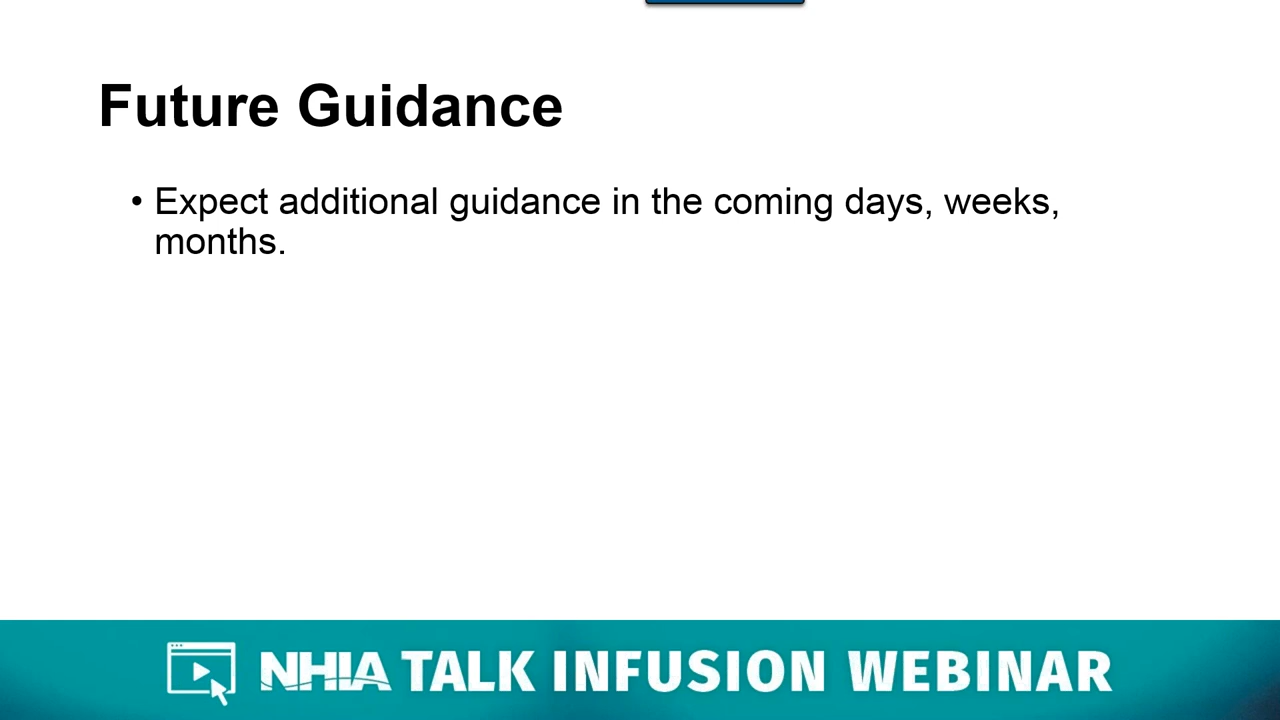 Future Guidance
• Expect additional guidance in the coming days, weeks,
months.
NHIA TALK INFUSION WEBINAR